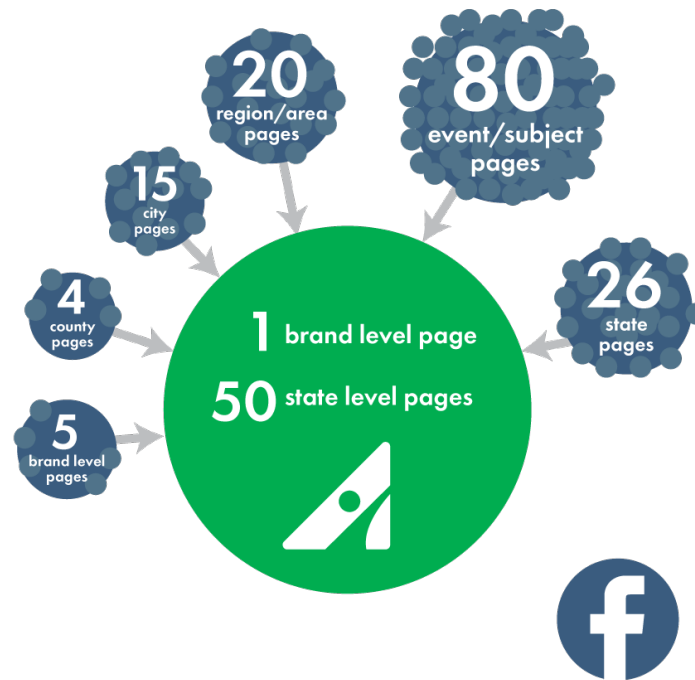 20
region/area
pages
80
event/subject
pages
15
city
pages
4
county
pages
26
state
pages
5
brand level
pages
1 brand level page
50 state level pages
f